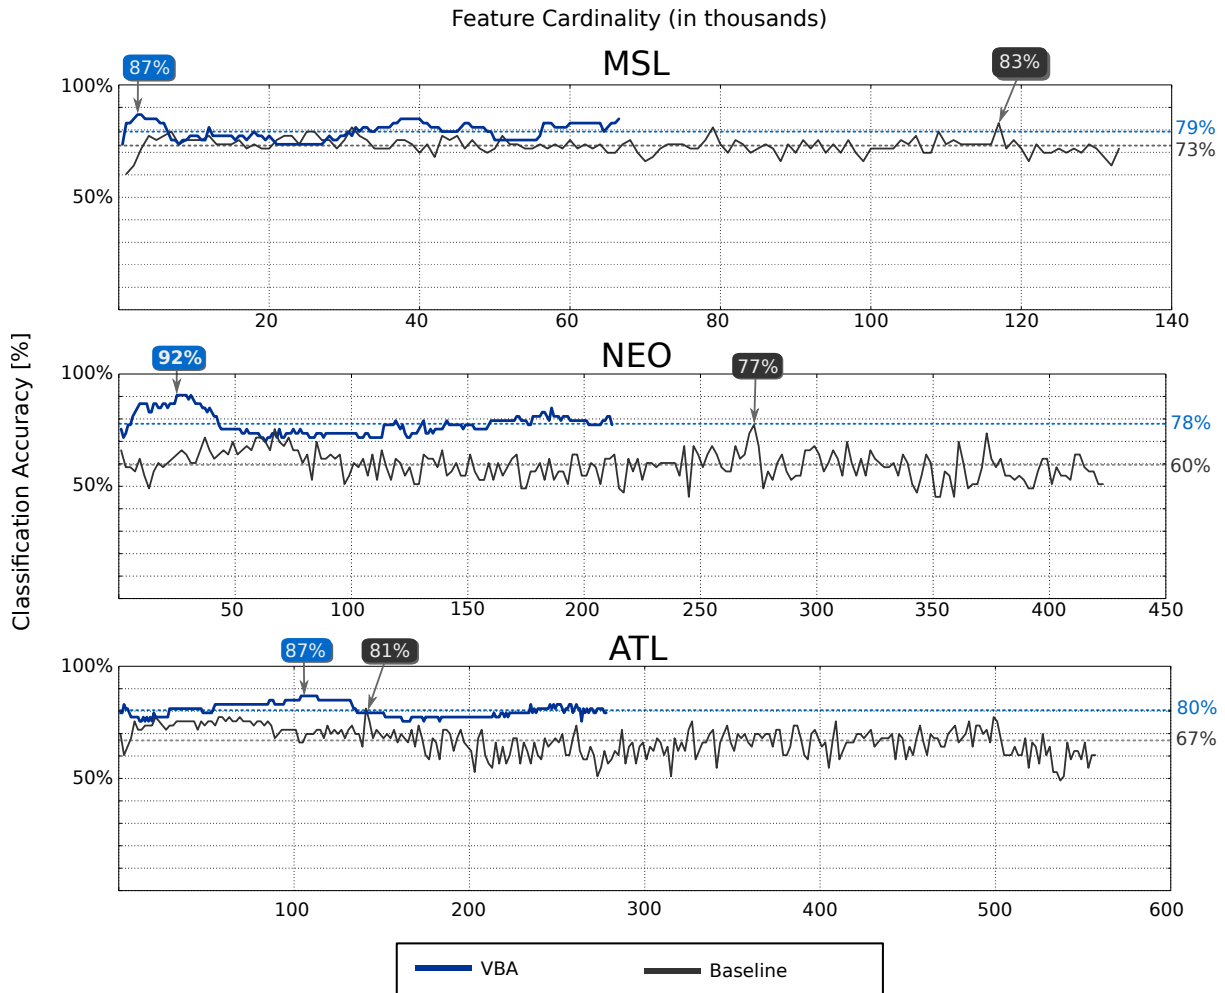 Feature Cardinality (in thousands)
MSL
87%
83%
100%
79%
73%
50%
20 40 60 80 100 120 140
Classification Accuracy [%]
NEO
92%
77%
100%
78%
60%
50%
50 100 150 200 250 300 350 400 450
ATL
87%
81%
100%
80%
67%
50%
100 200 300 400 500 600
VBA Baseline